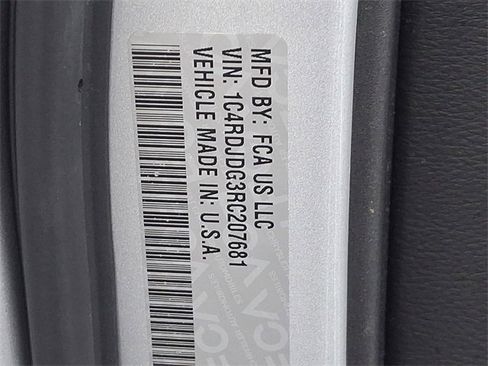 MFD BY: FCA US LLC
VIN: 1C4RDJDG3RC207681
VEHICLE MADE IN: U.S.A.